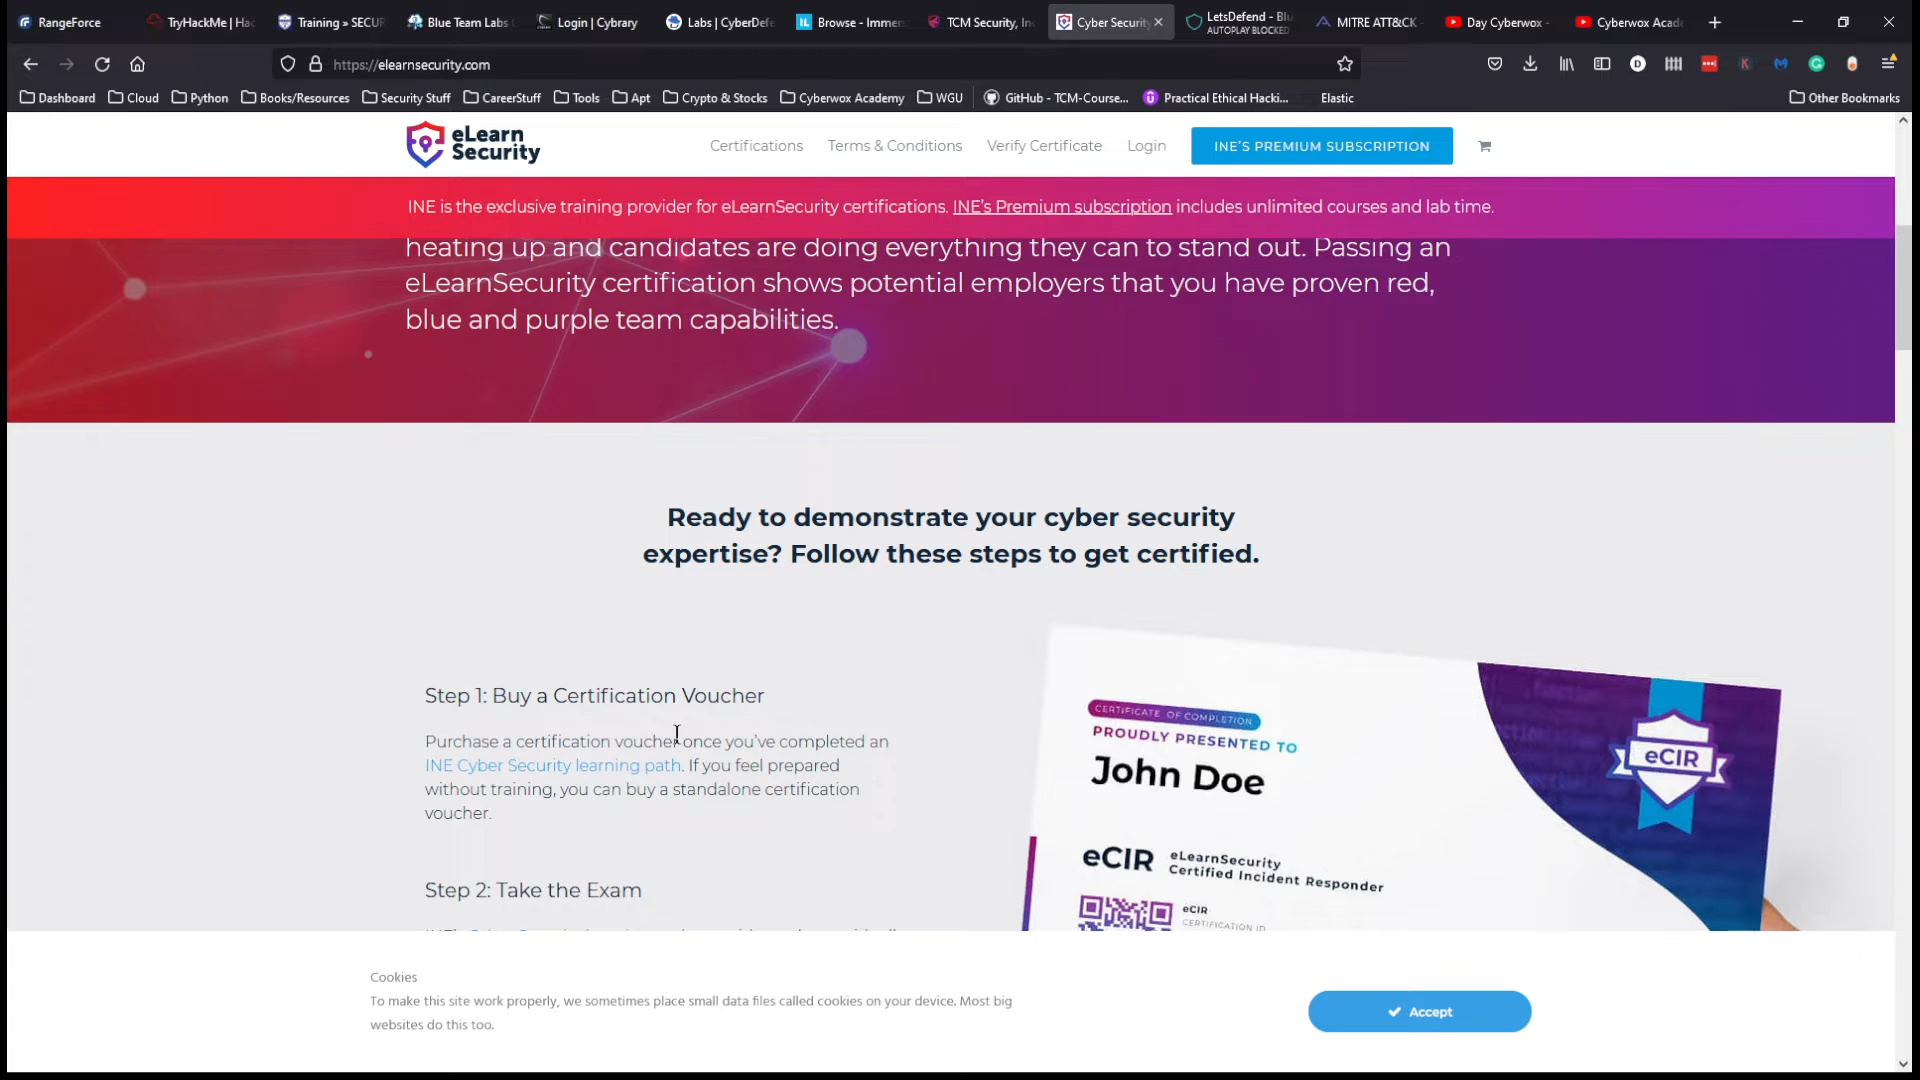 RangeForce
TryHackMe | Hac
Training » SECUR
Blue Team Labs
Login | Cybrary
Labs | CyberDefe
Browse - Immers
TCM Security, Inc
Cyber Security
LetsDefend - Blu
AUTOPLAY BLOCKED
MITRE ATT&CK
Day Cyberwox -
Cyberwox Acade
https://elearnsecurity.com
Dashboard
Cloud
Python
Books/Resources
Security Stuff
CareerStuff
Tools
Apt
Crypto & Stocks
Cyberwox Academy
WGU
GitHub - TCM-Course...
Practical Ethical Hacki...
Elastic
Other Bookmarks
eLearn
Security
Certifications
Terms & Conditions
Verify Certificate
Login
INE'S PREMIUM SUBSCRIPTION
INE is the exclusive training provider for eLearnSecurity certifications. INE's Premium subscription includes unlimited courses and lab time.
heating up and candidates are doing everything they can to stand out. Passing an
eLearnSecurity certification shows potential employers that you have proven red,
blue and purple team capabilities.
Ready to demonstrate your cyber security
expertise? Follow these steps to get certified.
Step 1: Buy a Certification Voucher
Purchase a certification voucher once you've completed an
INE Cyber Security learning path. If you feel prepared
without training, you can buy a standalone certification
voucher.
Step 2: Take the Exam
CERTIFICATE OF COMPLETION
PROUDLY PRESENTED TO
John Doe
eCIR
eCIR
eLearnSecurity
Certified Incident Responder
eCIR
CERTIFICATION ID
Cookies
To make this site work properly, we sometimes place small data files called cookies on your device. Most big
websites do this too.
Accept